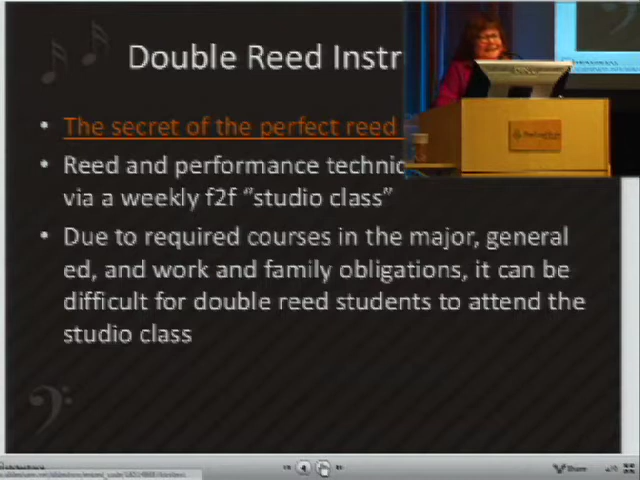 Double Reed Instr
• The secret of the perfect reed
• Reed and performance techni
via a weekly f2f “studio class”
• Due to required courses in the major, general
ed, and work and family obligations, it can be
difficult for double reed students to attend the
studio class
Share